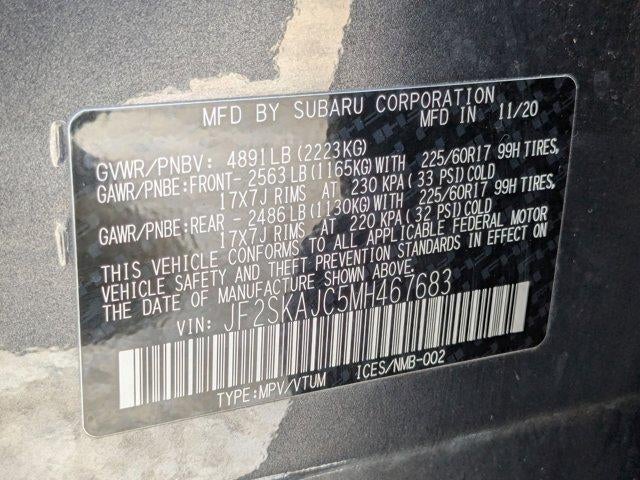 MFD BY SUBARU CORPORATION
MFD IN 11/20
GVWR/PNBV: 4891LB(2223KG)
GAWR/PNBE:FRONT-2563LB(1165KG)WITH 225/60R17 99H TIRES,
17X7J RIMS AT 230 KPA(33 PSI)COLD
GAWR/PNBE:REAR -2486LB(1130KG)WITH 225/60R17 99H TIRES,
17X7J RIMS AT 220 KPA(32 PSI)COLD
THIS VEHICLE CONFORMS TO ALL APPLICABLE FEDERAL MOTOR
VEHICLE SAFETY AND THEFT PREVENTION STANDARDS IN EFFECT ON
THE DATE OF MANUFACTURE SHOWN ABOVE.
VIN: JF2SKAJC5MH467683
TYPE:MPV/VTUM ICES/NMB-002